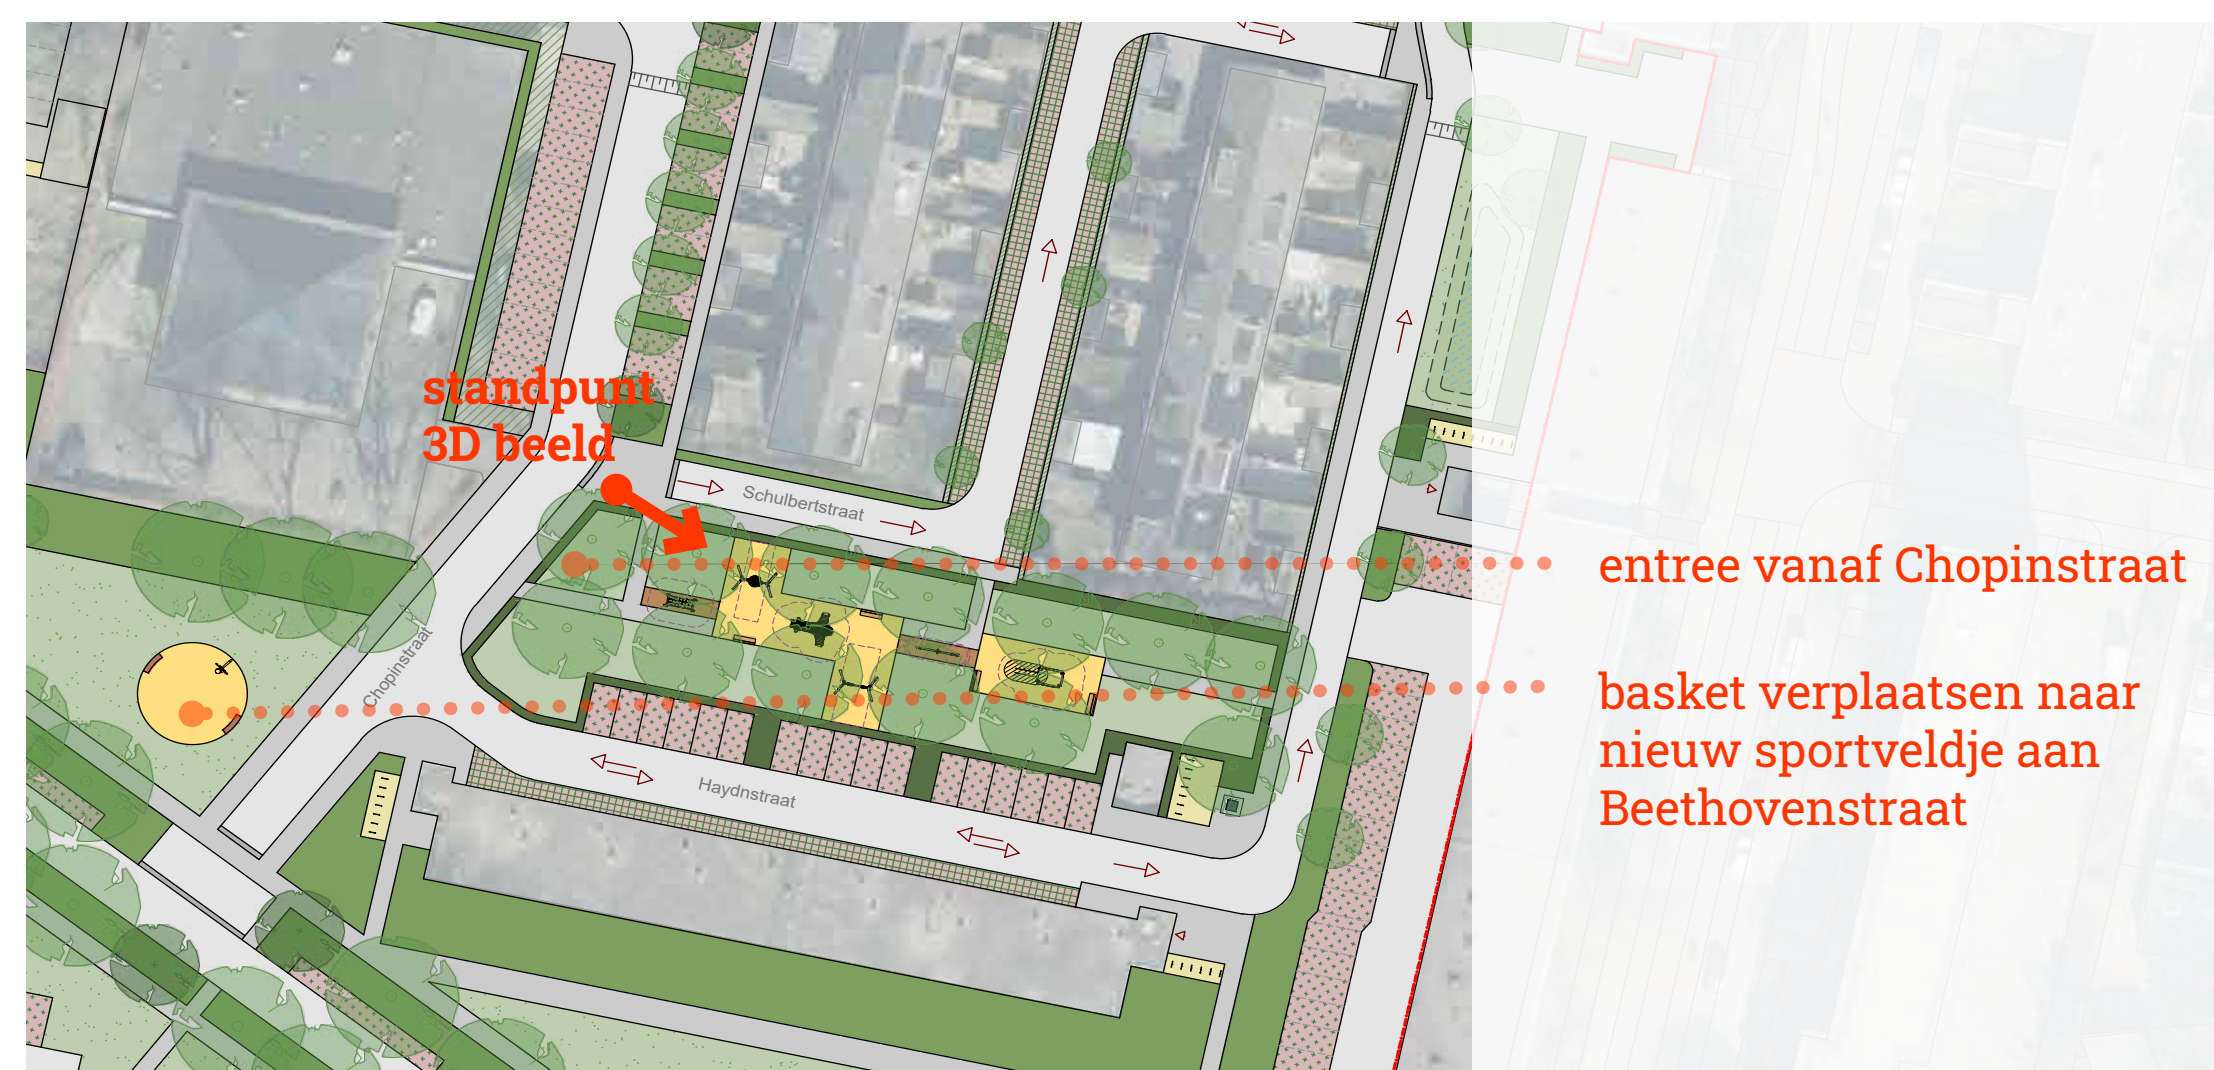 standpunt
3D beeld
Schulbertstraat
entree vanaf Chopinstraat
Chopinstraat
basket verplaatsen naar
nieuw sportveldje aan
Beethovenstraat
Haydnstraat